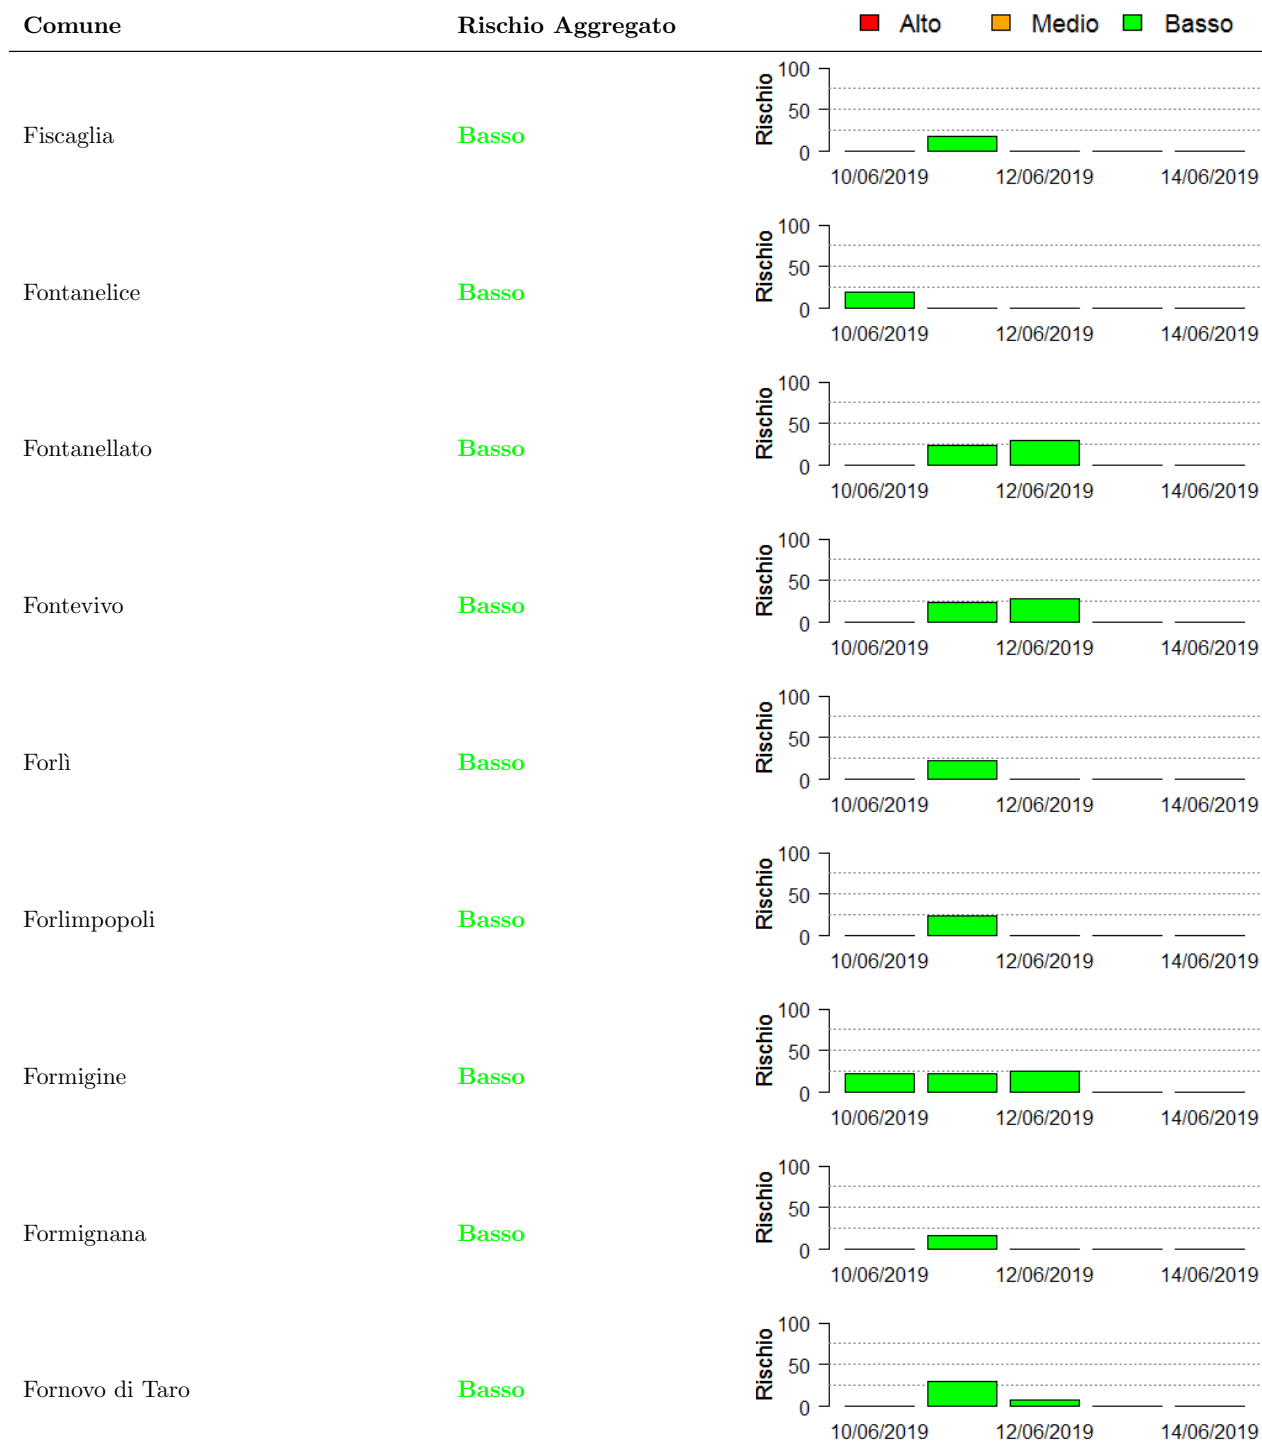 Comune Rischio Aggregato Alto Medio Basso
100
50
0
Rischio
Fiscaglia Basso
10/06/2019 12/06/2019 14/06/2019
100
50
0
Rischio
Fontanelice Basso
10/06/2019 12/06/2019 14/06/2019
100
50
0
Rischio
Fontanellato Basso
10/06/2019 12/06/2019 14/06/2019
100
50
0
Rischio
Fontevivo Basso
10/06/2019 12/06/2019 14/06/2019
100
50
0
Rischio
Forlì Basso
10/06/2019 12/06/2019 14/06/2019
100
50
0
Rischio
Forlimpopoli Basso
10/06/2019 12/06/2019 14/06/2019
100
50
0
Rischio
Formigine Basso
10/06/2019 12/06/2019 14/06/2019
100
50
0
Rischio
Formignana Basso
10/06/2019 12/06/2019 14/06/2019
100
50
0
Rischio
Fornovo di Taro Basso
10/06/2019 12/06/2019 14/06/2019